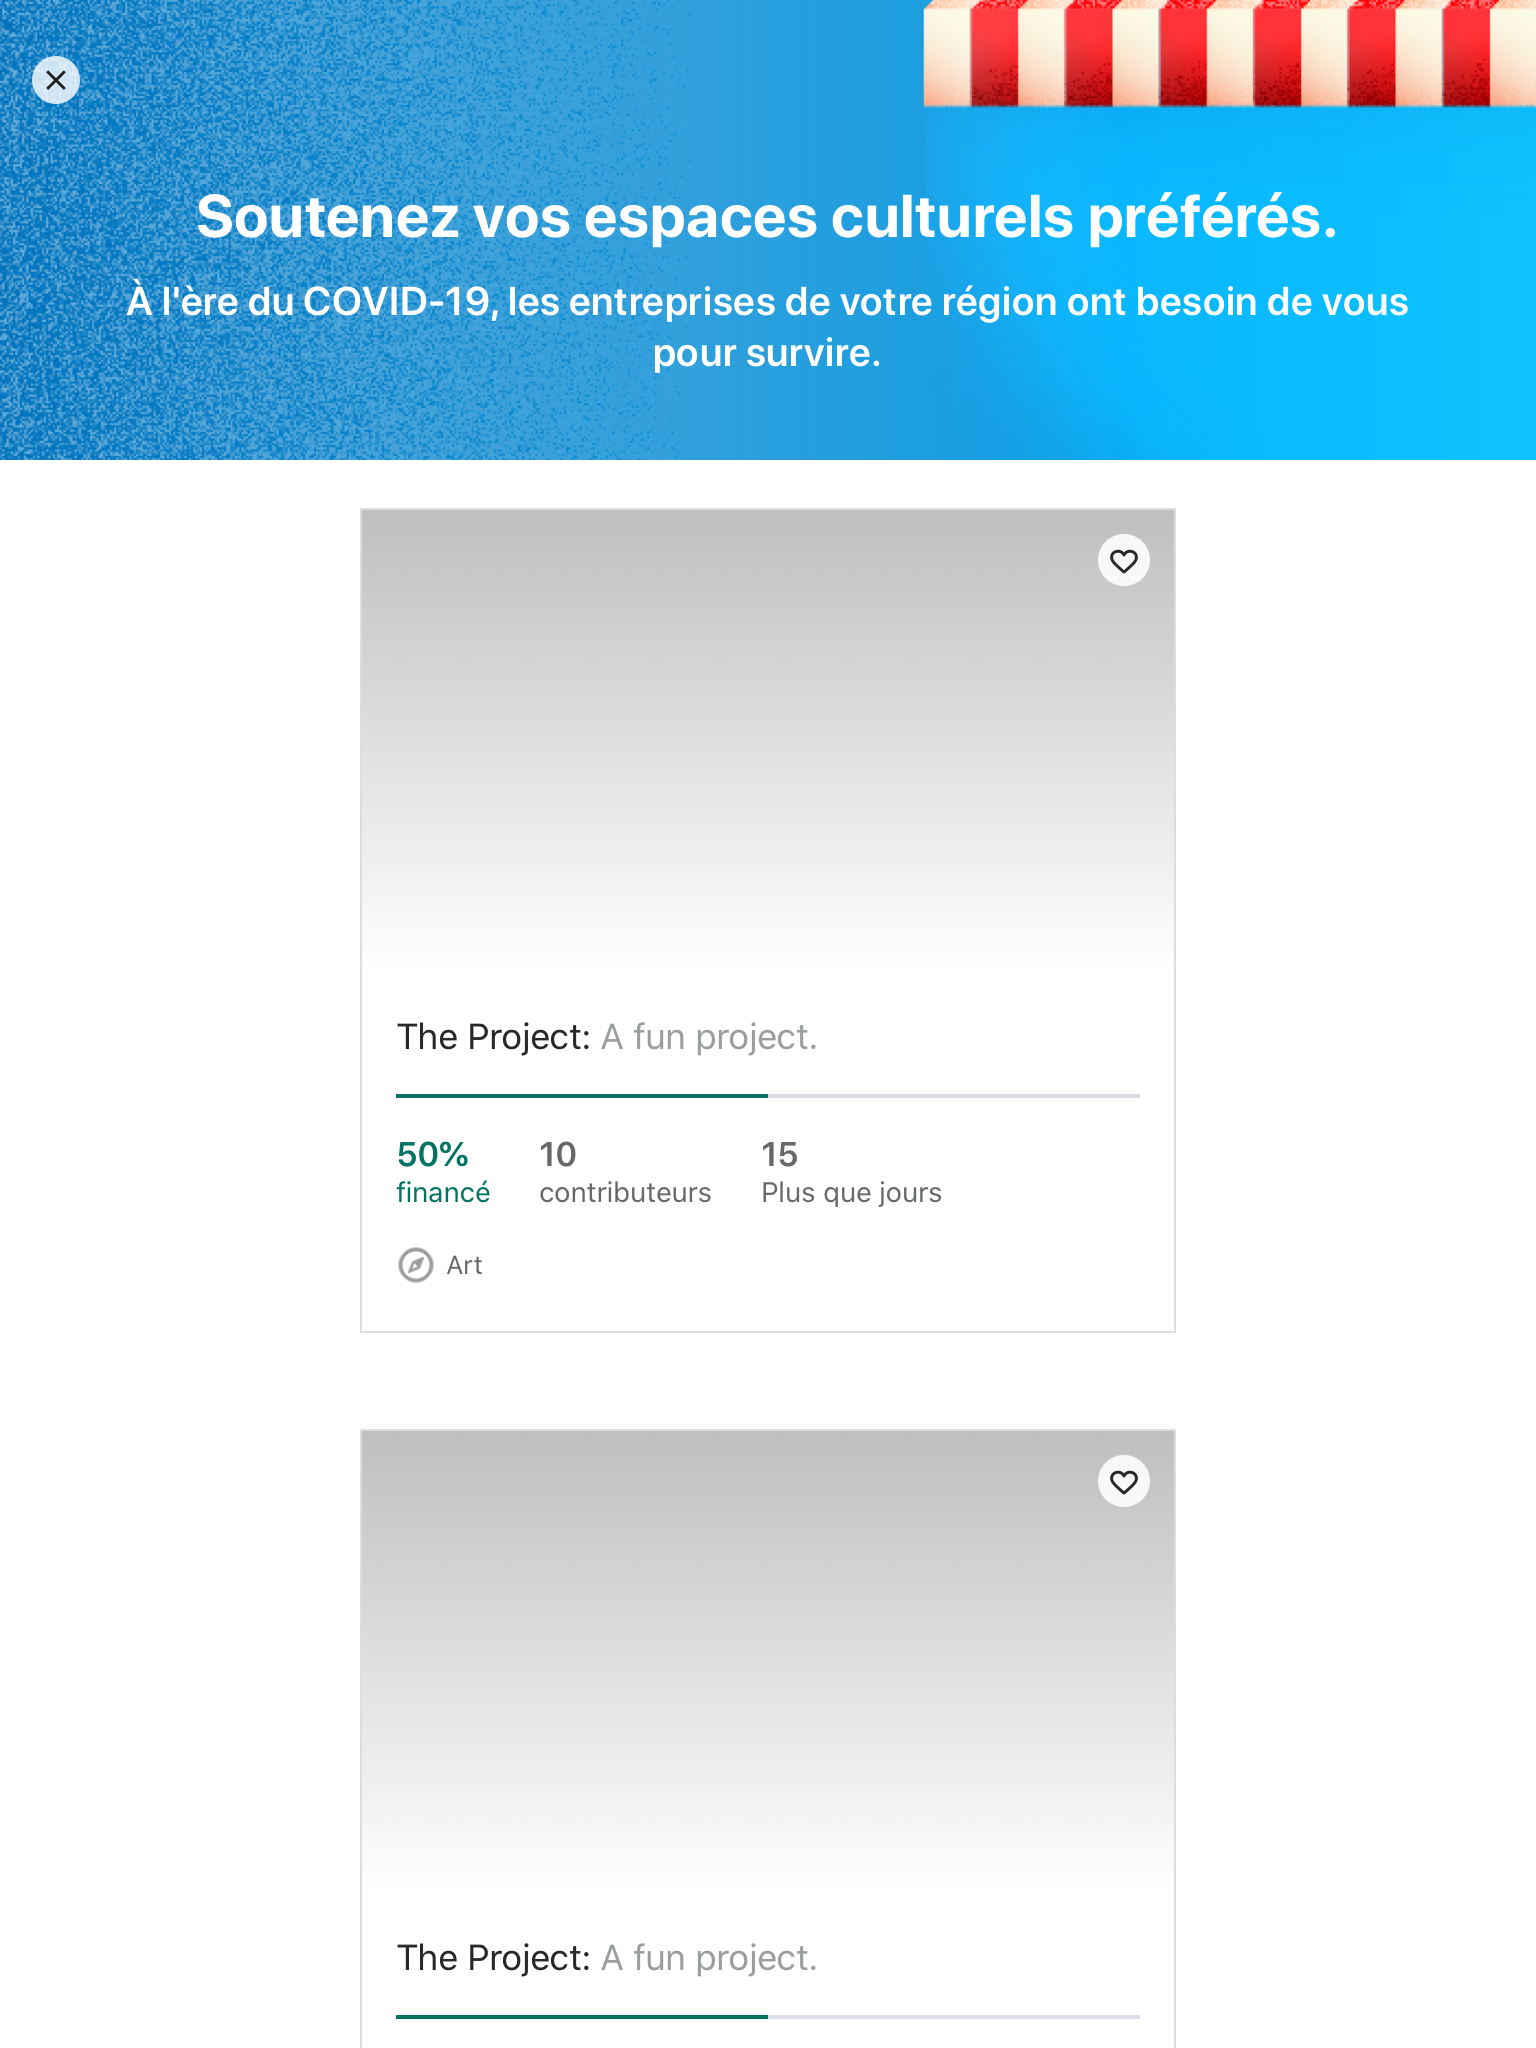 Soutenez vos espaces culturels préférés.
À l'ère du COVID-19, les entreprises de votre région ont besoin de vous
pour survire.
The Project: A fun project.
50%
financé
10
contributeurs
15
Plus que jours
Art
The Project: A fun project.